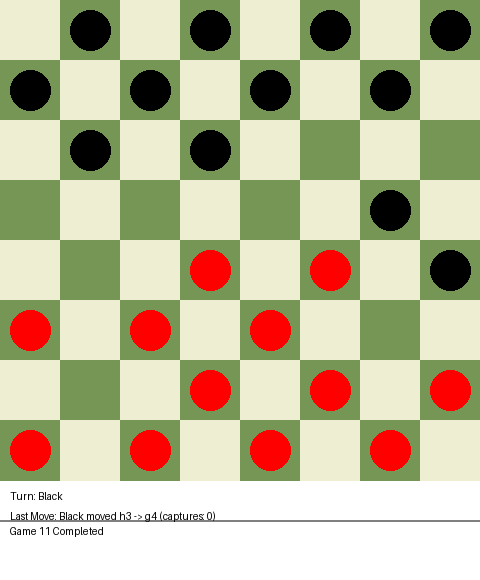 Turn: Black
Last Move: Black moved h3 -> g4 (captures: 0)
Game 11 Completed